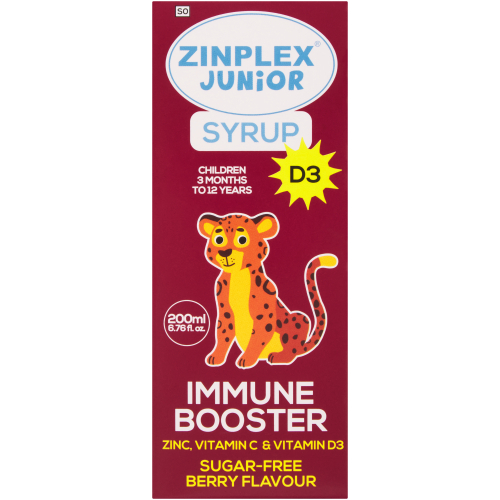 SO
ZINPLEX®
JUNiOR
SYRUP
CHILDREN
3 MONTHS
TO 12 YEARS
D3
200ml
6.76 fl. oz.
IMMUNE
BOOSTER
ZINC, VITAMIN C & VITAMIN D3
SUGAR-FREE
BERRY FLAVOUR